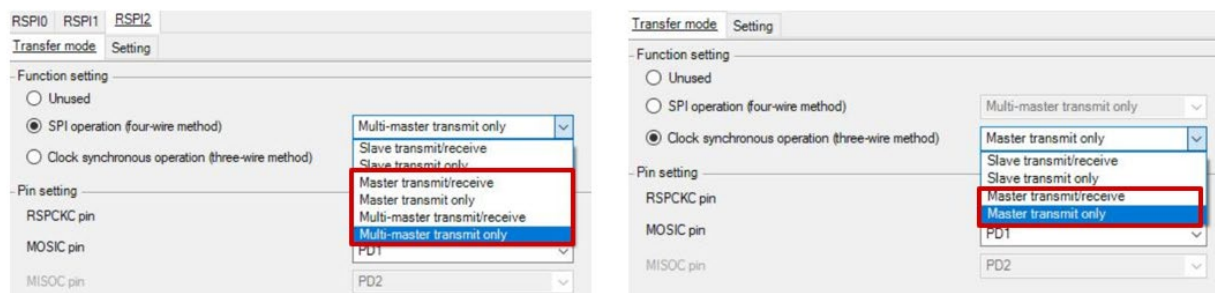 RSPI0 RSPI1 RSPI2
Transfer mode Setting
Function setting
Unused
SPI operation (four-wire method) Multi-master transmit only
Clock synchronous operation (three-wire method)
Slave transmit/receive
Slave transmit only
Master transmit/receive
Master transmit only
Multi-master transmit/receive
Multi-master transmit only
Pin setting
RSPCKC pin
MOSIC pin PD1
MISOC pin PD2
Transfer mode Setting
Function setting
Unused
SPI operation (four-wire method) Multi-master transmit only
Clock synchronous operation (three-wire method) Master transmit only
Slave transmit/receive
Slave transmit only
Master transmit/receive
Master transmit only
Pin setting
RSPCKC pin
MOSIC pin PD1
MISOC pin PD2